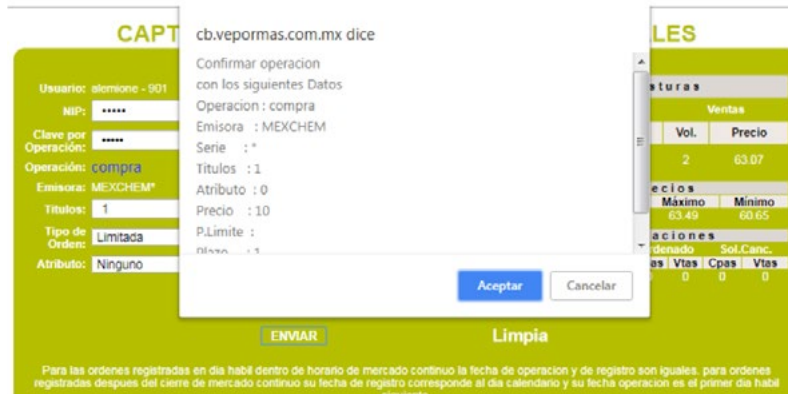 CAPT
LES
cb.vepormas.com.mx dice
Confirmar operacion
con los siguientes Datos
Operacion : compra
Emisora : MEXCHEM
Serie : *
Titulos : 1
Atributo : 0
Precio : 10
P.Limite :
Plazo : 1
Aceptar
Cancelar
Usuario: alemione - 901
NIP: •••••
Clave por
Operación: •••••
Operación: compra
Emisora: MEXCHEM*
Títulos: 1
Tipo de
Orden: Limitada
Atributo: Ninguno
sturas
Ventas
Vol. Precio
2 63.07
ecios
Máximo Mínimo
63.49 60.65
aciones
denado Sol.Canc.
as Vtas Cpas Vtas
0 0 0 0
ENVIAR
Limpia
Para las ordenes registradas en dia habil dentro de horario de mercado continuo la fecha de operacion y de registro son iguales. para ordenes
registradas despues del cierre de mercado continuo su fecha de registro corresponde al dia calendario y su fecha operacion es el primer dia habil